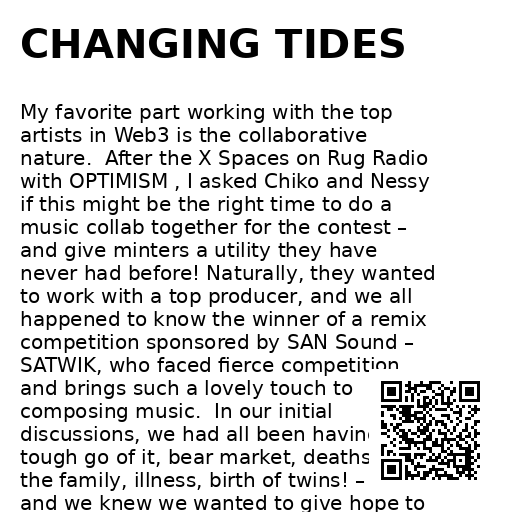 CHANGING TIDES
My favorite part working with the top
artists in Web3 is the collaborative
nature.  After the X Spaces on Rug Radio
with OPTIMISM , I asked Chiko and Nessy
if this might be the right time to do a
music collab together for the contest –
and give minters a utility they have
never had before! Naturally, they wanted
to work with a top producer, and we all
happened to know the winner of a remix
competition sponsored by SAN Sound –
SATWIK, who faced fierce competition
and brings such a lovely touch to
composing music.  In our initial
discussions, we had all been having
tough go of it, bear market, deaths
the family, illness, birth of twins! –
and we knew we wanted to give hope to